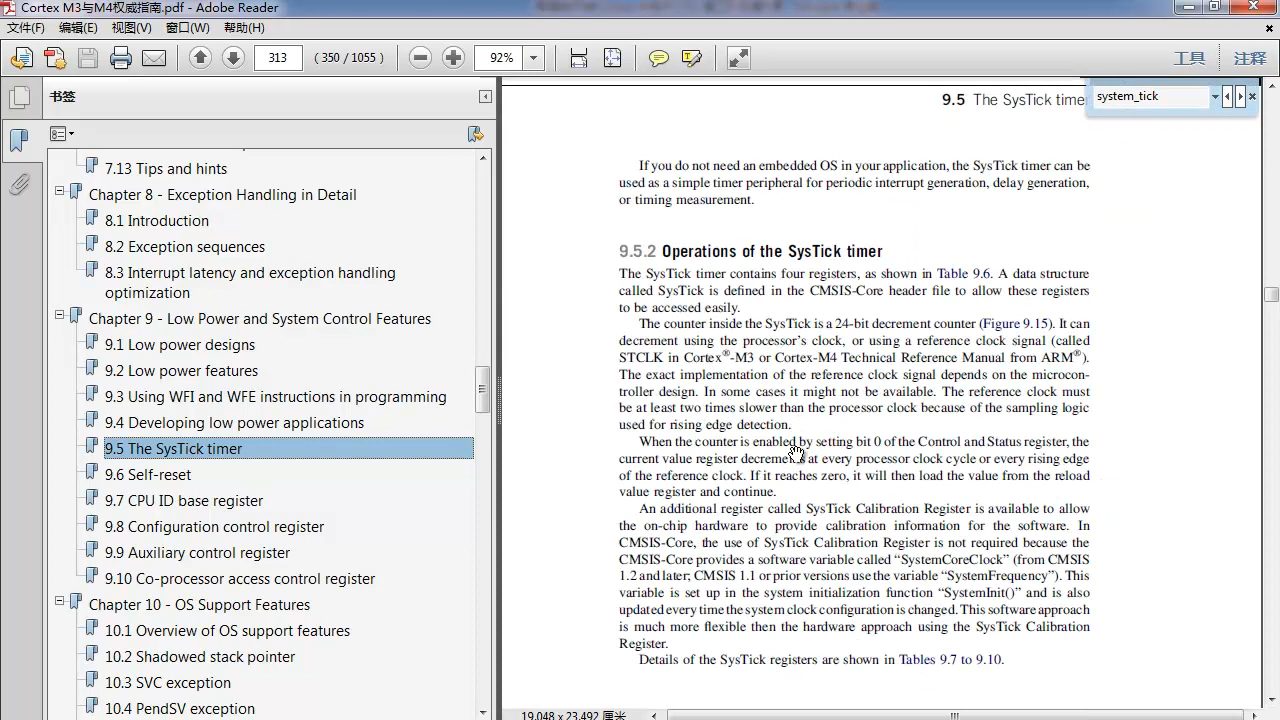 Cortex M3与M4权威指南.pdf - Adobe Reader
文件(F) 编辑(E) 视图(V) 窗口(W) 帮助(H)
313 (350 / 1055) 92% 工具 注释
书签
7.13 Tips and hints
Chapter 8 - Exception Handling in Detail
8.1 Introduction
8.2 Exception sequences
8.3 Interrupt latency and exception handling
optimization
Chapter 9 - Low Power and System Control Features
9.1 Low power designs
9.2 Low power features
9.3 Using WFI and WFE instructions in programming
9.4 Developing low power applications
9.5 The SysTick timer
9.6 Self-reset
9.7 CPU ID base register
9.8 Configuration control register
9.9 Auxiliary control register
9.10 Co-processor access control register
Chapter 10 - OS Support Features
10.1 Overview of OS support features
10.2 Shadowed stack pointer
10.3 SVC exception
10.4 PendSV exception
system_tick
9.5 The SysTick time
If you do not need an embedded OS in your application, the SysTick timer can be
used as a simple timer peripheral for periodic interrupt generation, delay generation,
or timing measurement.
9.5.2 Operations of the SysTick timer
The SysTick timer contains four registers, as shown in Table 9.6. A data structure
called SysTick is defined in the CMSIS-Core header file to allow these registers
to be accessed easily.
The counter inside the SysTick is a 24-bit decrement counter (Figure 9.15). It can
decrement using the processor's clock, or using a reference clock signal (called
STCLK in Cortex®-M3 or Cortex-M4 Technical Reference Manual from ARM®).
The exact implementation of the reference clock signal depends on the microcon-
troller design. In some cases it might not be available. The reference clock must
be at least two times slower than the processor clock because of the sampling logic
used for rising edge detection.
When the counter is enabled by setting bit 0 of the Control and Status register, the
current value register decrements at every processor clock cycle or every rising edge
of the reference clock. If it reaches zero, it will then load the value from the reload
value register and continue.
An additional register called SysTick Calibration Register is available to allow
the on-chip hardware to provide calibration information for the software. In
CMSIS-Core, the use of SysTick Calibration Register is not required because the
CMSIS-Core provides a software variable called “SystemCoreClock” (from CMSIS
1.2 and later; CMSIS 1.1 or prior versions use the variable “SystemFrequency”). This
variable is set up in the system initialization function “SystemInit()” and is also
updated every time the system clock configuration is changed. This software approach
is much more flexible then the hardware approach using the SysTick Calibration
Register.
Details of the SysTick registers are shown in Tables 9.7 to 9.10.
19.048 x 23.492 厘米